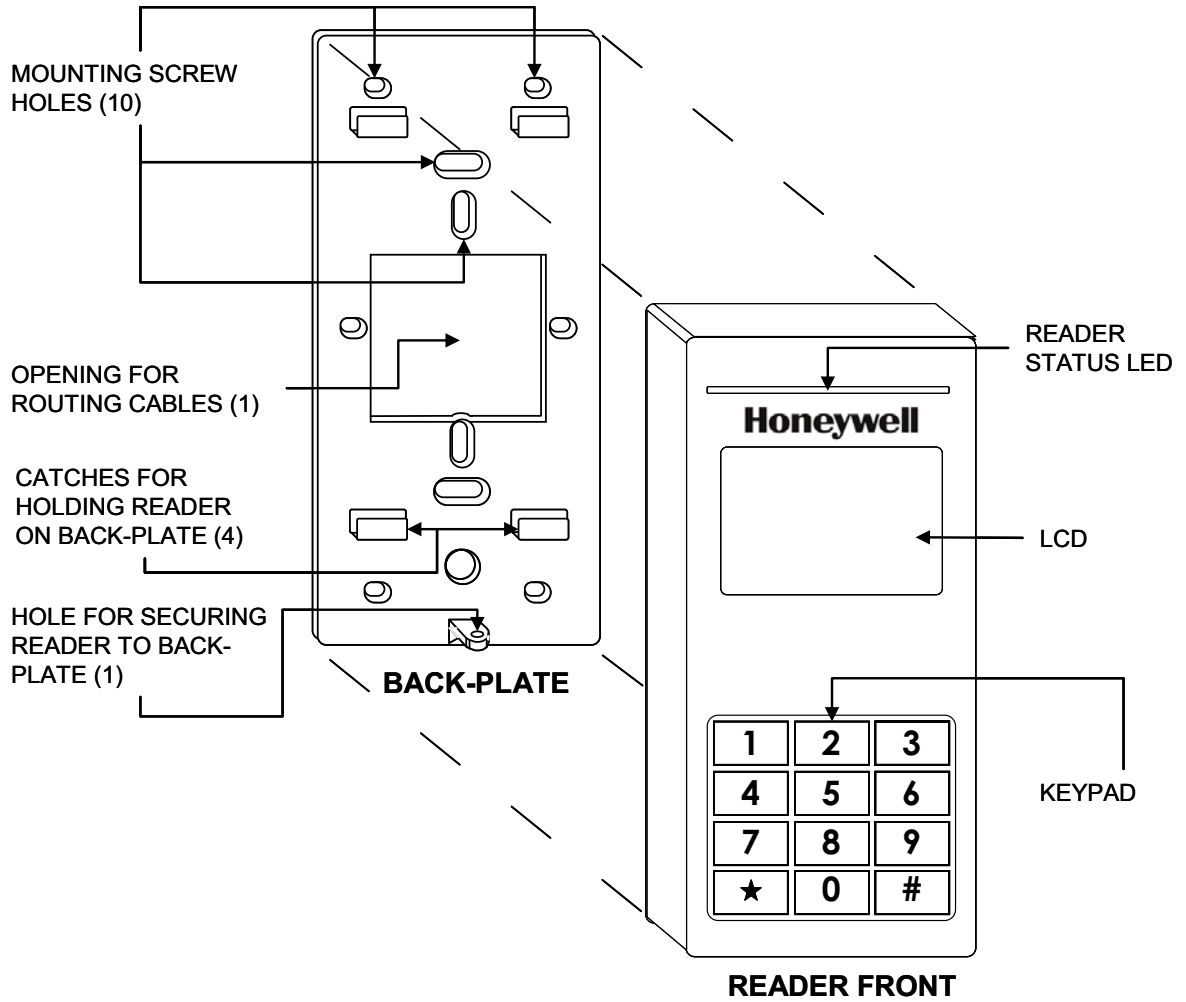 MOUNTING SCREW
HOLES (10)
OPENING FOR
ROUTING CABLES (1)
CATCHES FOR
HOLDING READER
ON BACK-PLATE (4)
HOLE FOR SECURING
READER TO BACK-
PLATE (1)
BACK-PLATE
READER
STATUS LED
Honeywell
LCD
KEYPAD
1 2 3
4 5 6
7 8 9
★ 0 #
READER FRONT